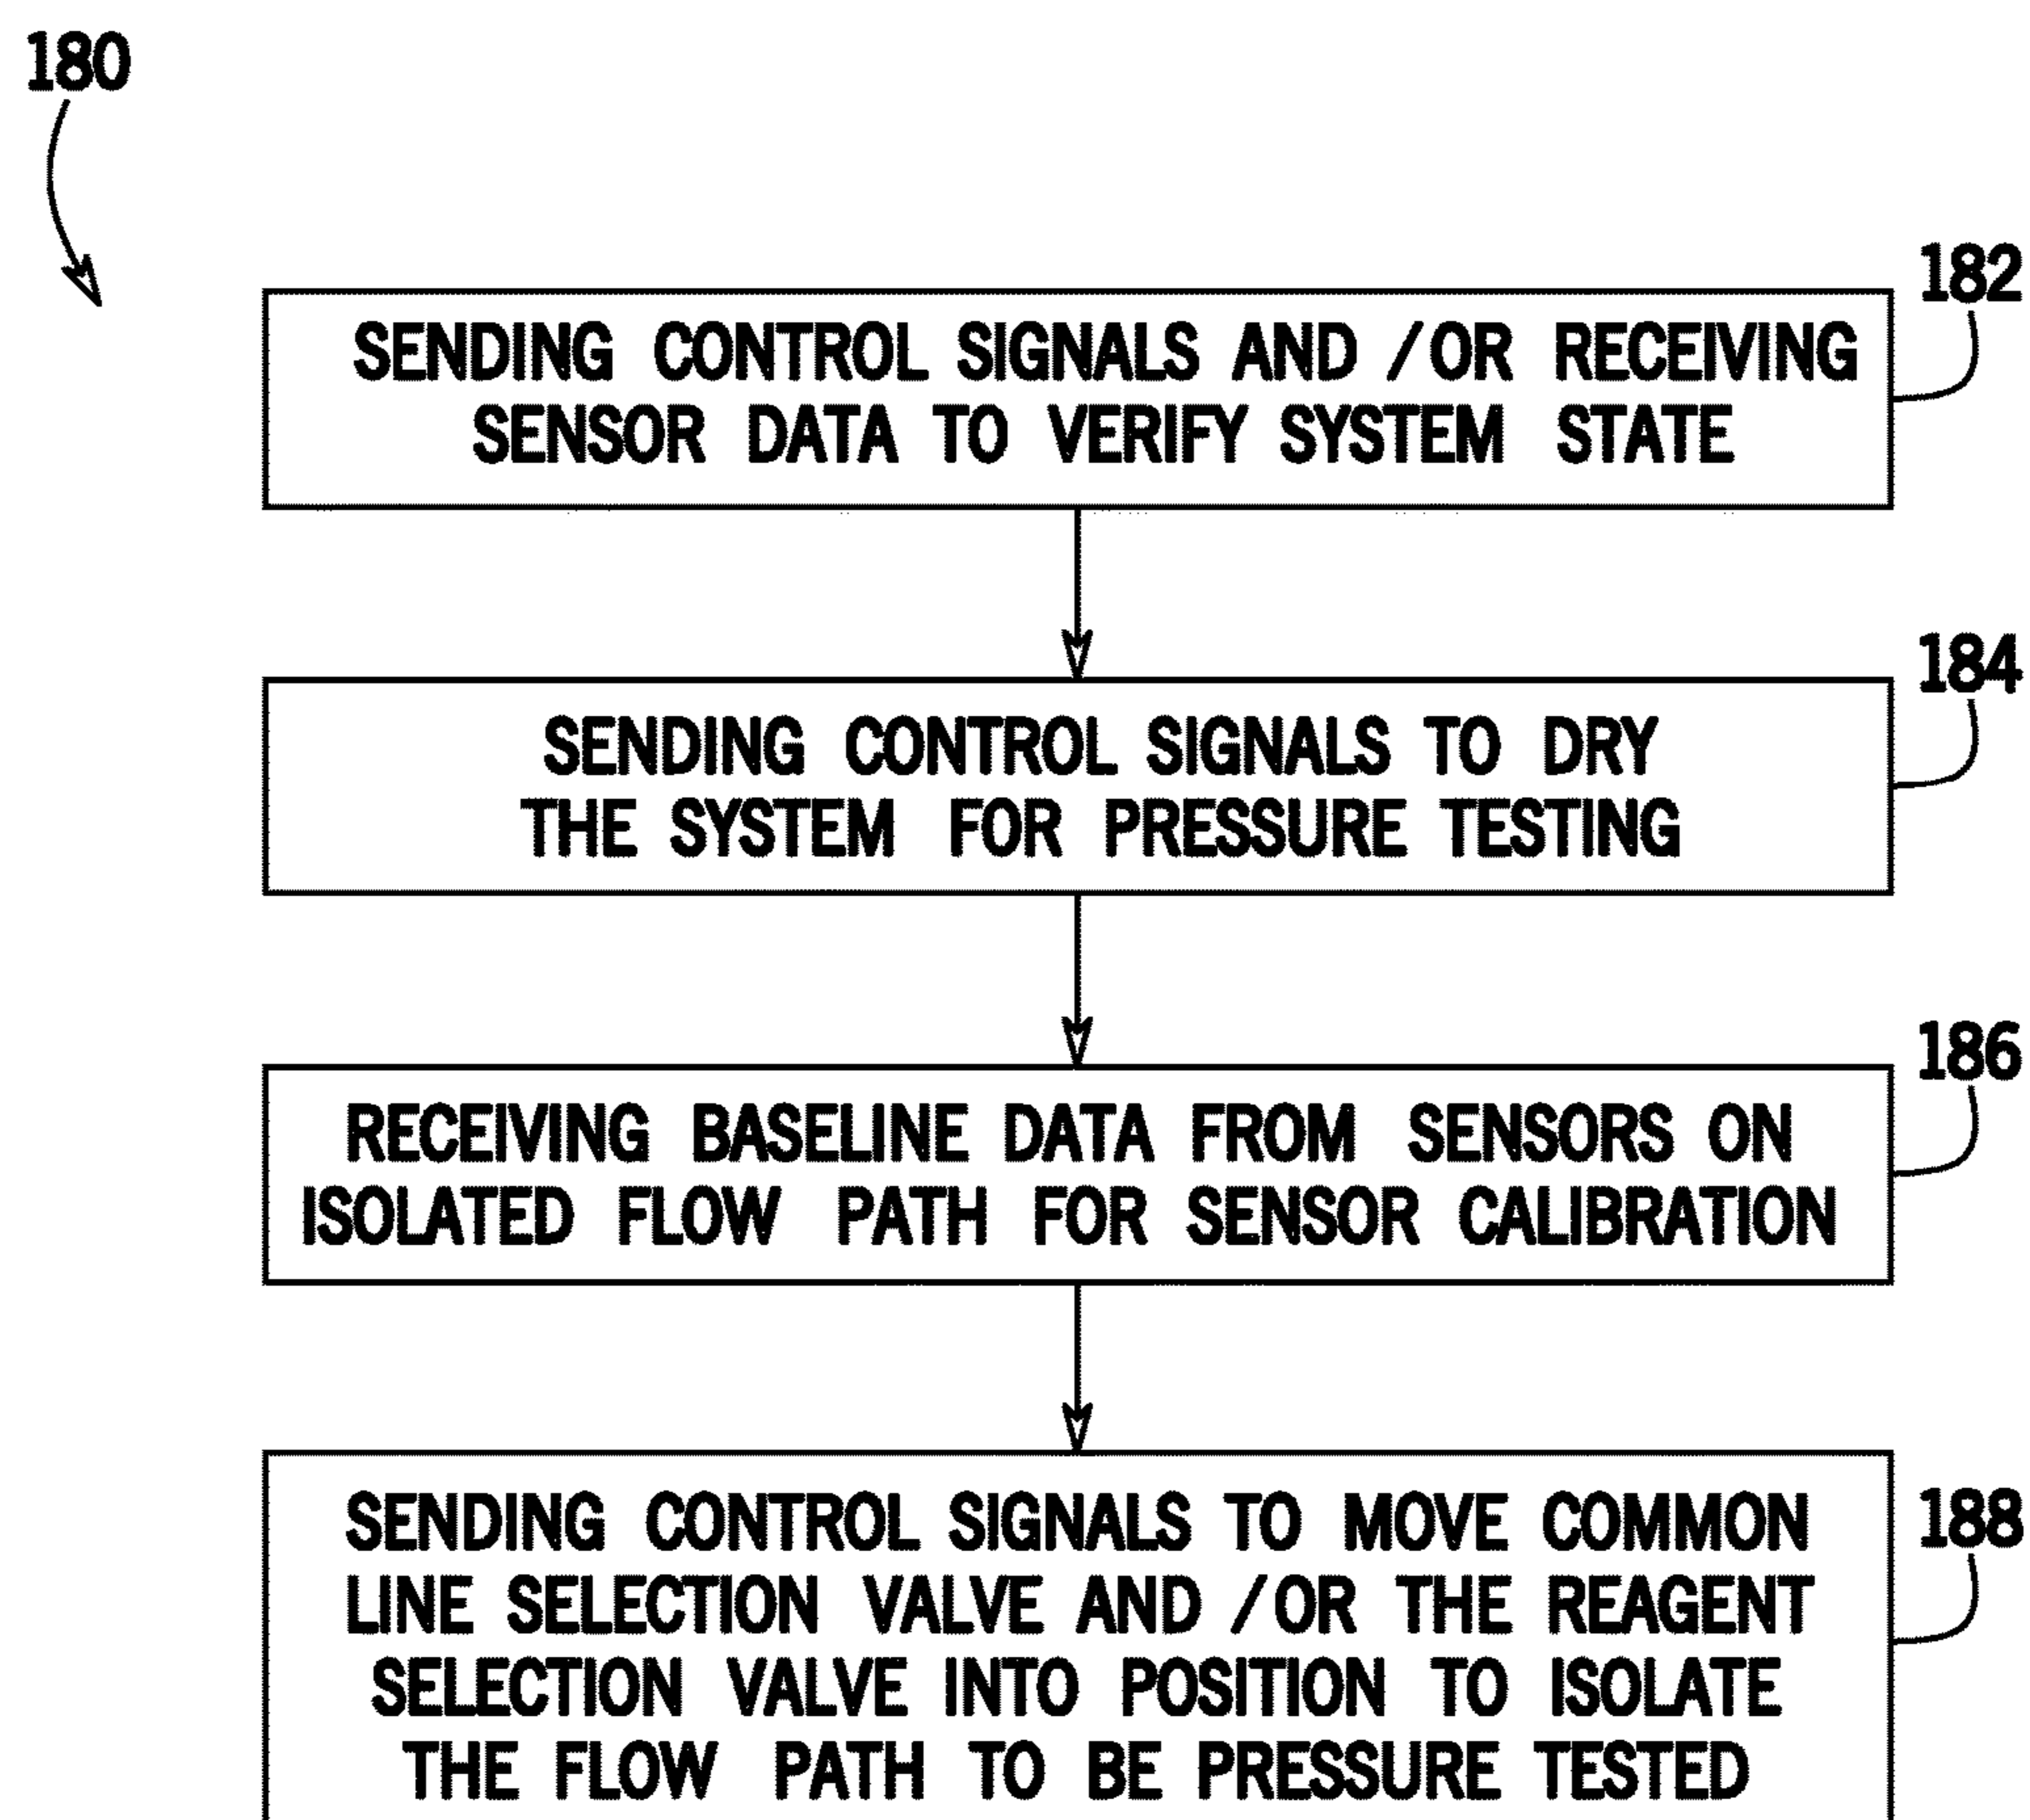 180
182
SENDING CONTROL SIGNALS AND /OR RECEIVING
SENSOR DATA TO VERIFY SYSTEM STATE
184
SENDING CONTROL SIGNALS TO DRY
THE SYSTEM FOR PRESSURE TESTING
186
RECEIVING BASELINE DATA FROM SENSORS ON
ISOLATED FLOW PATH FOR SENSOR CALIBRATION
188
SENDING CONTROL SIGNALS TO MOVE COMMON
LINE SELECTION VALVE AND /OR THE REAGENT
SELECTION VALVE INTO POSITION TO ISOLATE
THE FLOW PATH TO BE PRESSURE TESTED